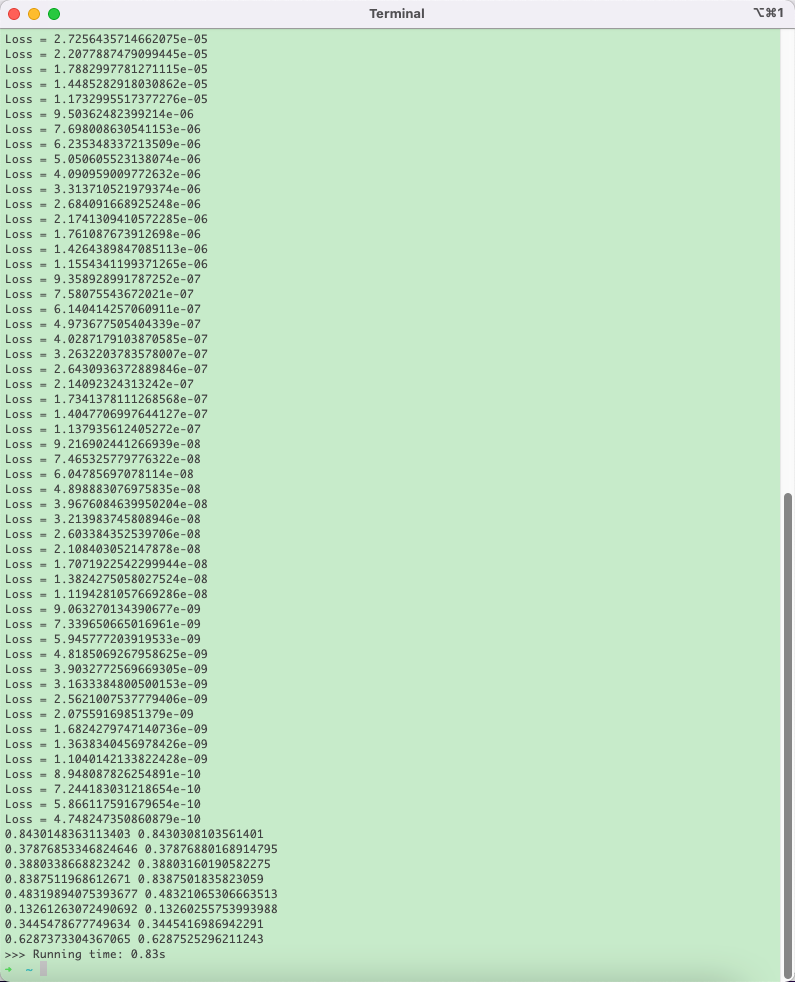 Terminal
⌥⌘1
Loss = 2.7256435714662075e-05
Loss = 2.2077887479099445e-05
Loss = 1.7882997781271115e-05
Loss = 1.4485282918030862e-05
Loss = 1.1732995517377276e-05
Loss = 9.50362482399214e-06
Loss = 7.698008630541153e-06
Loss = 6.235348337213509e-06
Loss = 5.050605523138074e-06
Loss = 4.090959009772632e-06
Loss = 3.313710521979374e-06
Loss = 2.684091668925248e-06
Loss = 2.1741309410572285e-06
Loss = 1.761087673912698e-06
Loss = 1.4264389847085113e-06
Loss = 1.1554341199371265e-06
Loss = 9.358928991787252e-07
Loss = 7.58075543672021e-07
Loss = 6.140414257060911e-07
Loss = 4.973677505404339e-07
Loss = 4.0287179103870585e-07
Loss = 3.2632203783578007e-07
Loss = 2.6430936372889846e-07
Loss = 2.14092324313242e-07
Loss = 1.7341378111268568e-07
Loss = 1.4047706997644127e-07
Loss = 1.137935612405272e-07
Loss = 9.216902441266939e-08
Loss = 7.465325779776322e-08
Loss = 6.04785697078114e-08
Loss = 4.898883076975835e-08
Loss = 3.9676084639950204e-08
Loss = 3.213983745808946e-08
Loss = 2.603384352539706e-08
Loss = 2.108403052147878e-08
Loss = 1.7071922542299944e-08
Loss = 1.3824275058027524e-08
Loss = 1.1194281057669286e-08
Loss = 9.063270134390677e-09
Loss = 7.339650665016961e-09
Loss = 5.945777203919533e-09
Loss = 4.8185069267958625e-09
Loss = 3.9032772569669305e-09
Loss = 3.1633384800500153e-09
Loss = 2.5621007537779406e-09
Loss = 2.07559169851379e-09
Loss = 1.6824279747140736e-09
Loss = 1.3638340456978426e-09
Loss = 1.1040142133822428e-09
Loss = 8.948087826254891e-10
Loss = 7.244183031218654e-10
Loss = 5.866117591679654e-10
Loss = 4.748247350860879e-10
0.8430148363113403 0.8430308103561401
0.37876853346824646 0.37876880168914795
0.3880338668823242 0.38803160190582275
0.8387511968612671 0.8387501835823059
0.48319894075393677 0.48321065306663513
0.13261263072490692 0.13260255753993988
0.3445478677749634 0.3445416986942291
0.6287373304367065 0.6287525296211243
>>> Running time: 0.83s
➜ ~